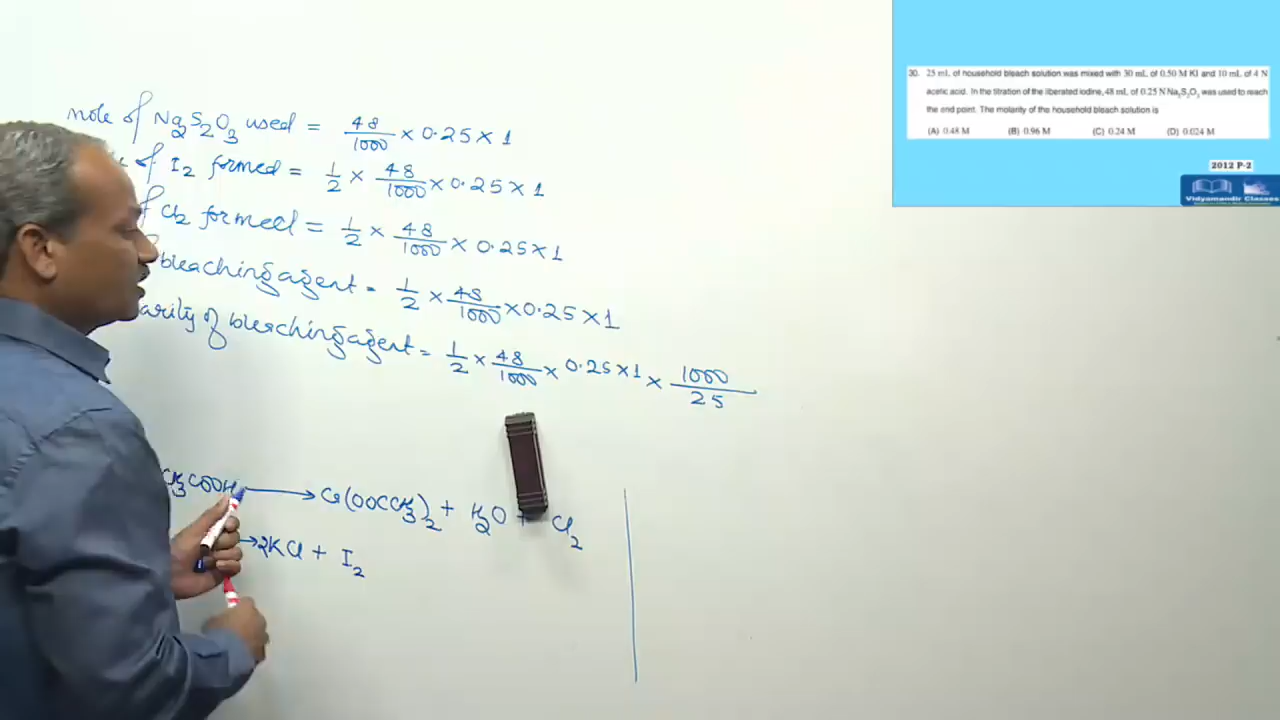 30. 25 mL of household bleach solution was mixed with 30 mL of 0.50 M KI and 10 mL of 4 N
acetic acid. In the titration of the liberated iodine, 48 mL of 0.25 N Na₂S₂O₃ was used to reach
the end point. The molarity of the household bleach solution is
(A) 0.48 M (B) 0.96 M (C) 0.24 M (D) 0.024 M
2012 P-2
Vidyamandir Classes
mole of Na₂S₂O₃ used = 48/1000 × 0.25 × 1
of I₂ formed = 1/2 × 48/1000 × 0.25 × 1
of Cl₂ formed = 1/2 × 48/1000 × 0.25 × 1
bleaching agent = 1/2 × 48/1000 × 0.25 × 1
arity of bleaching agent = 1/2 × 48/1000 × 0.25 × 1 × 1000/25
CH₃COOH → Ca(OOCCH₃)₂ + H₂O + Cl₂
→ 2KCl + I₂